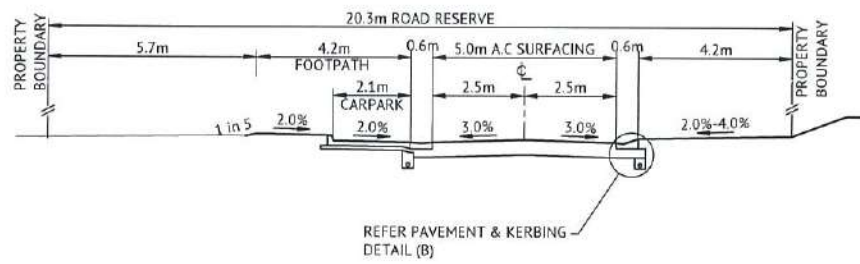 20.3m ROAD RESERVE
PROPERTY
BOUNDARY
5.7m
4.2m
FOOTPATH
0.6m
5.0m A.C SURFACING
0.6m
4.2m
PROPERTY
BOUNDARY
℄
2.1m
CARPARK
2.5m
2.5m
1 in 5
2.0%
2.0%
3.0%
3.0%
2.0%-4.0%
REFER PAVEMENT & KERBING
DETAIL (B)